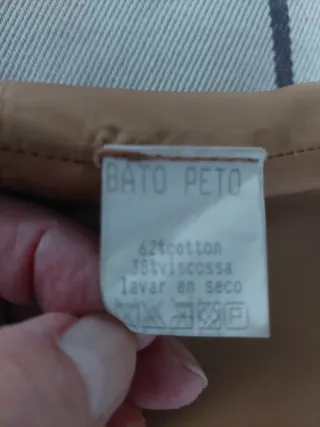 BATO PETO
62%cotton
38%viscossa
lavar en seco
P